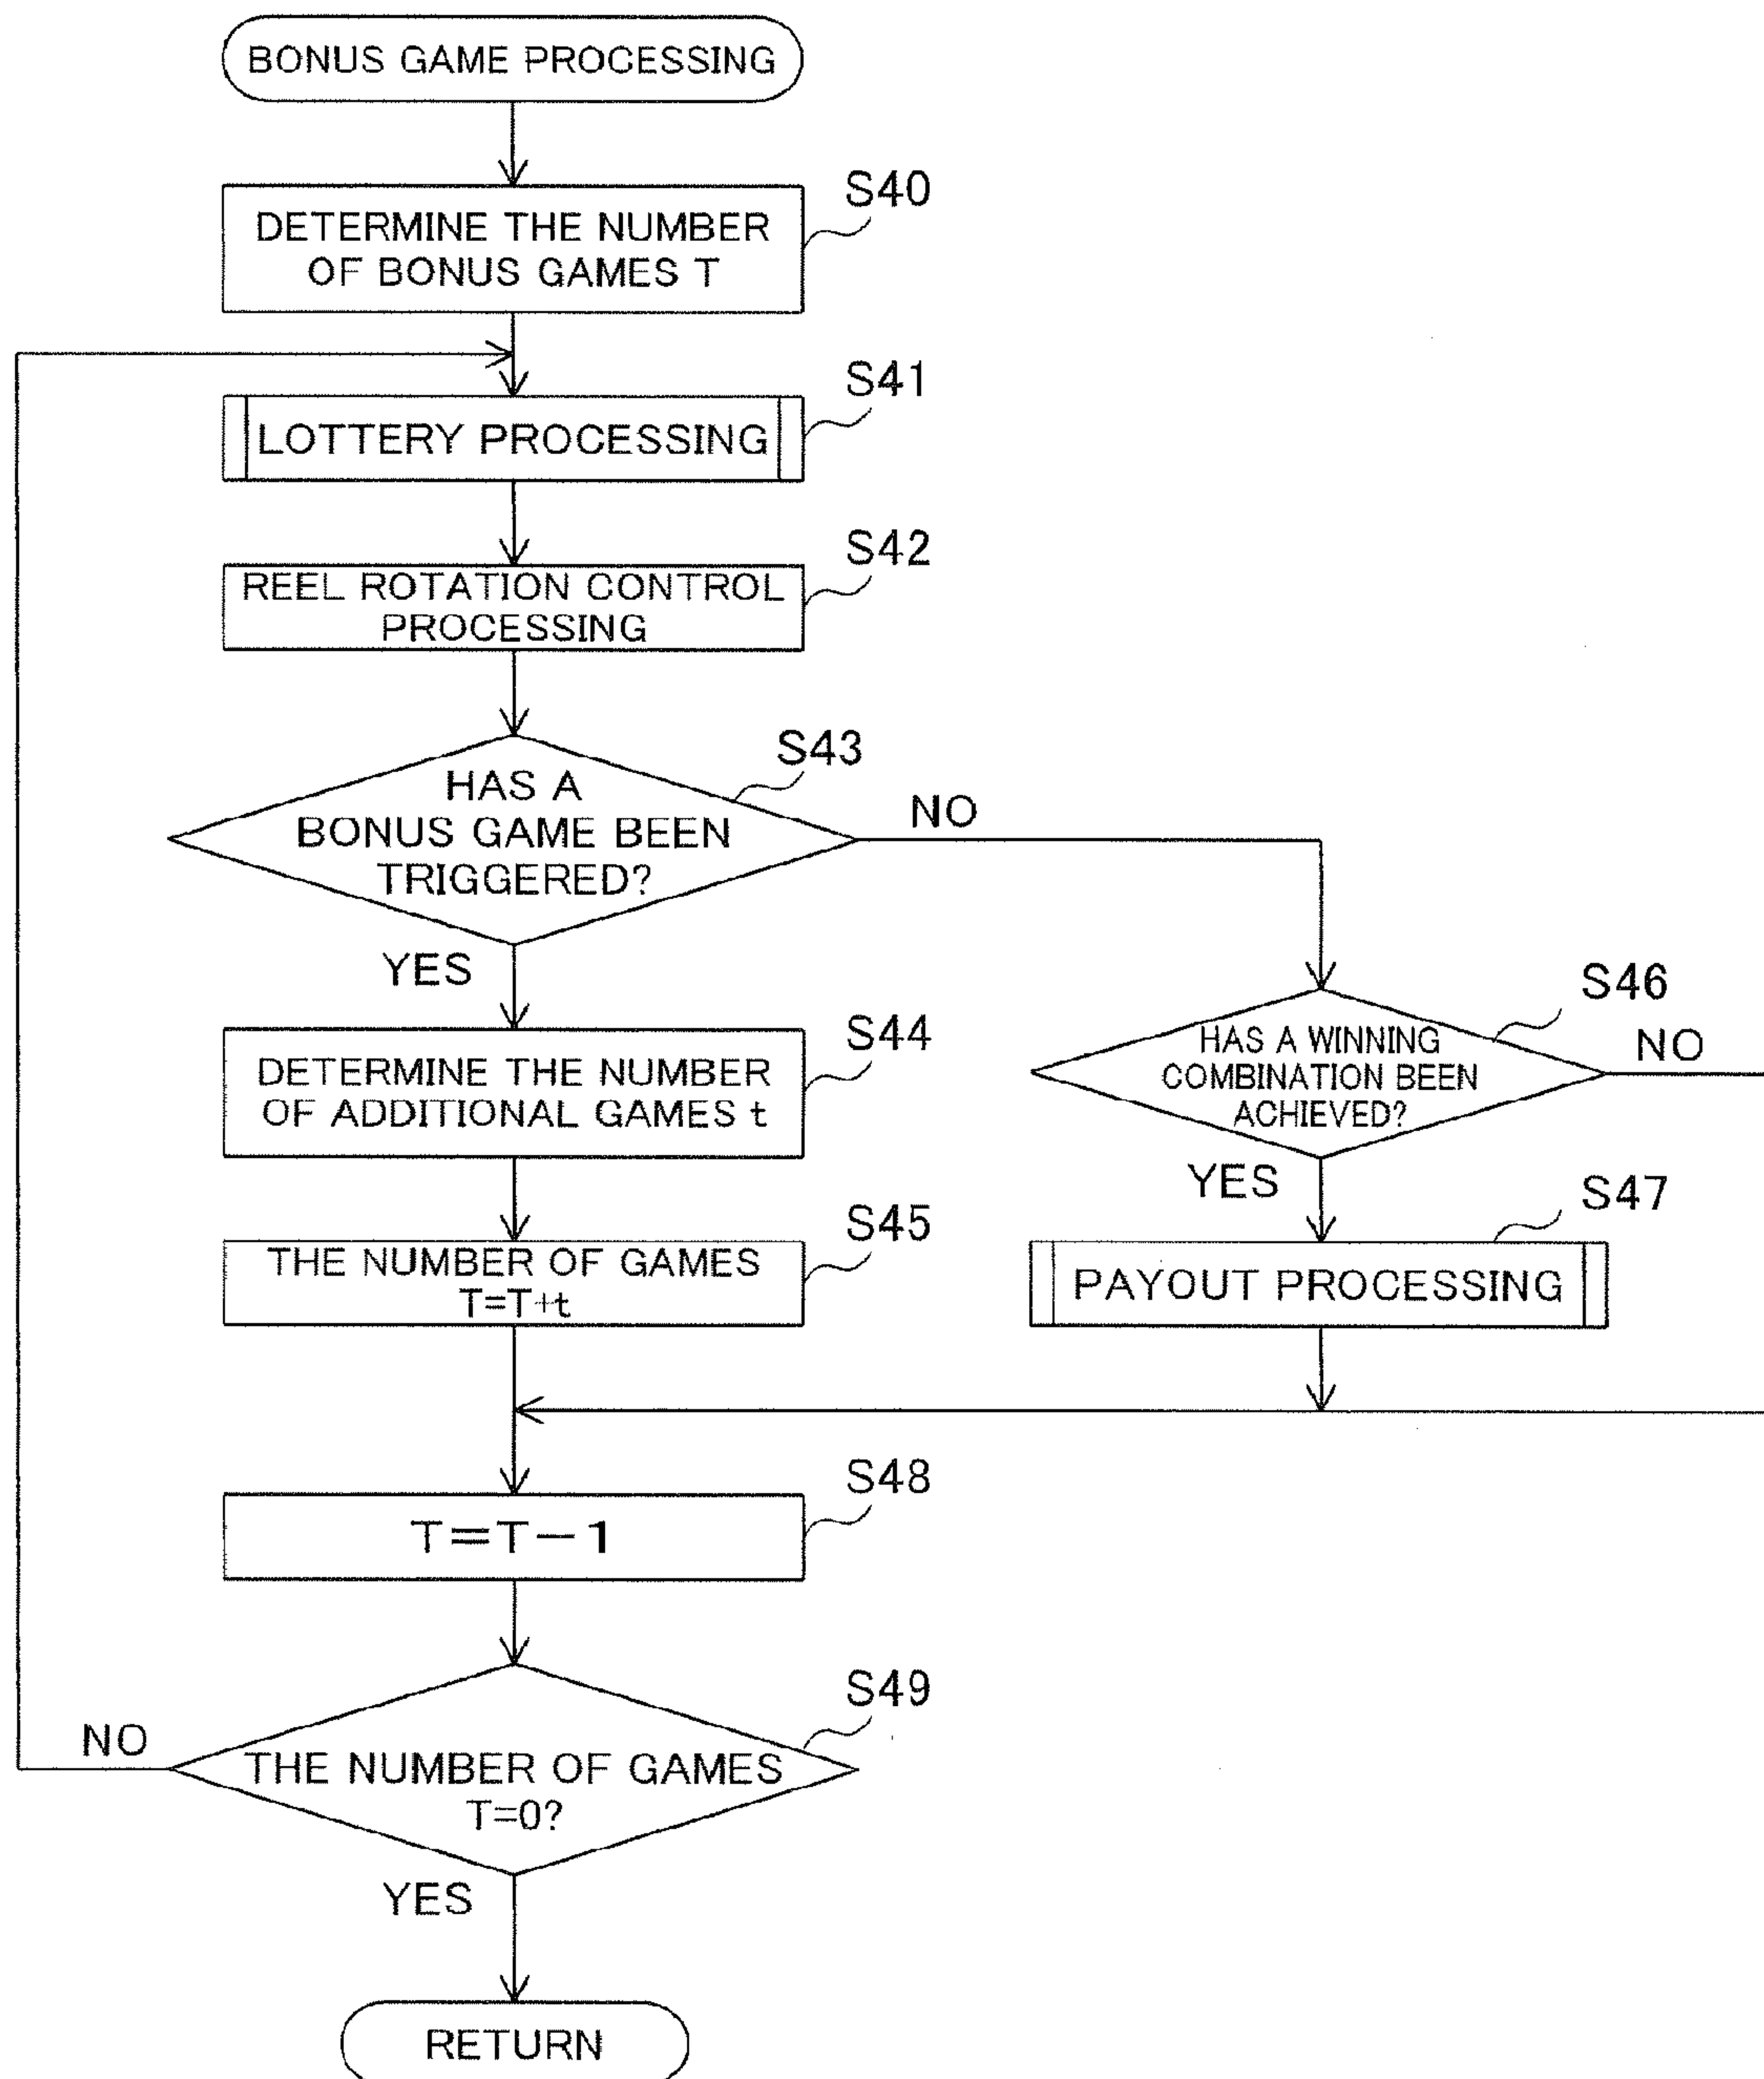 BONUS GAME PROCESSING
S40
DETERMINE THE NUMBER
OF BONUS GAMES T
S41
LOTTERY PROCESSING
S42
REEL ROTATION CONTROL
PROCESSING
S43
HAS A
BONUS GAME BEEN
TRIGGERED?
NO
YES
S44
DETERMINE THE NUMBER
OF ADDITIONAL GAMES t
S45
THE NUMBER OF GAMES
T=T+t
S46
HAS A WINNING
COMBINATION BEEN
ACHIEVED?
NO
YES
S47
PAYOUT PROCESSING
S48
T=T-1
S49
THE NUMBER OF GAMES
T=0?
NO
YES
RETURN